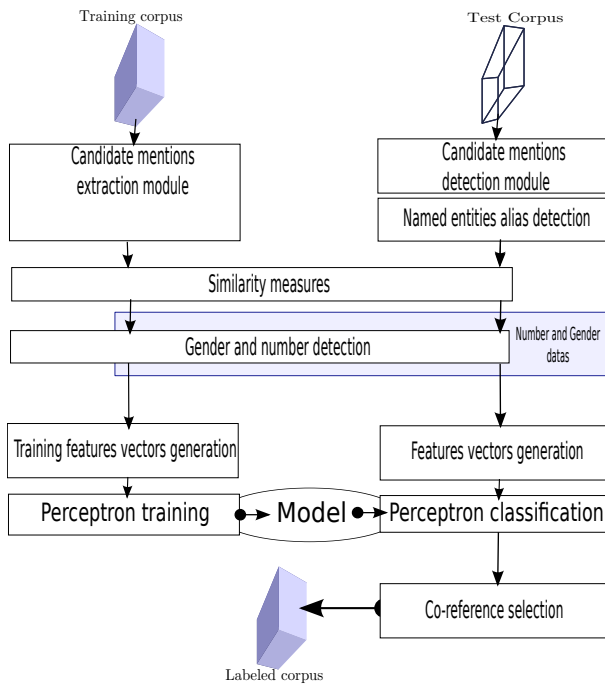 Training corpus
Test Corpus
Candidate mentions
extraction module
Candidate mentions
detection module
Named entities alias detection
Similarity measures
Gender and number detection
Number and Gender
datas
Training features vectors generation
Features vectors generation
Perceptron training
Model
Perceptron classification
Co-reference selection
Labeled corpus